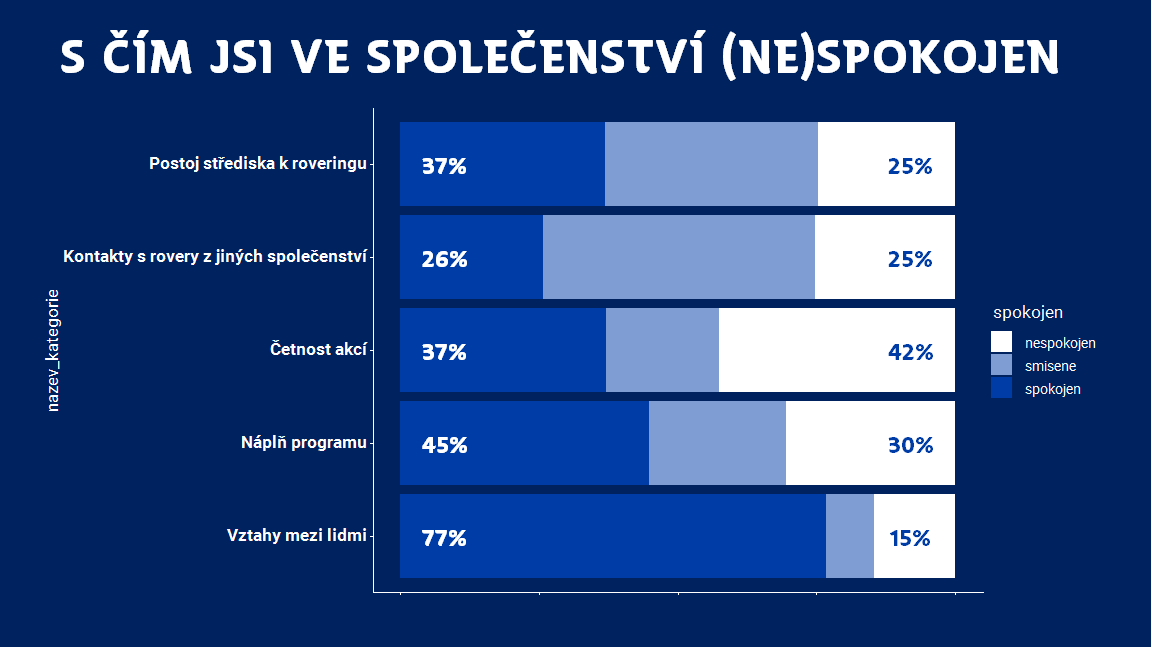 S ČÍM JSI VE SPOLEČENSTVÍ (NE)SPOKOJEN
nazev_kategorie
Postoj střediska k roveringu
37%
25%
Kontakty s rovery z jiných společenství
26%
25%
Četnost akcí
37%
42%
Náplň programu
45%
30%
Vztahy mezi lidmi
77%
15%
spokojen
nespokojen
smisene
spokojen